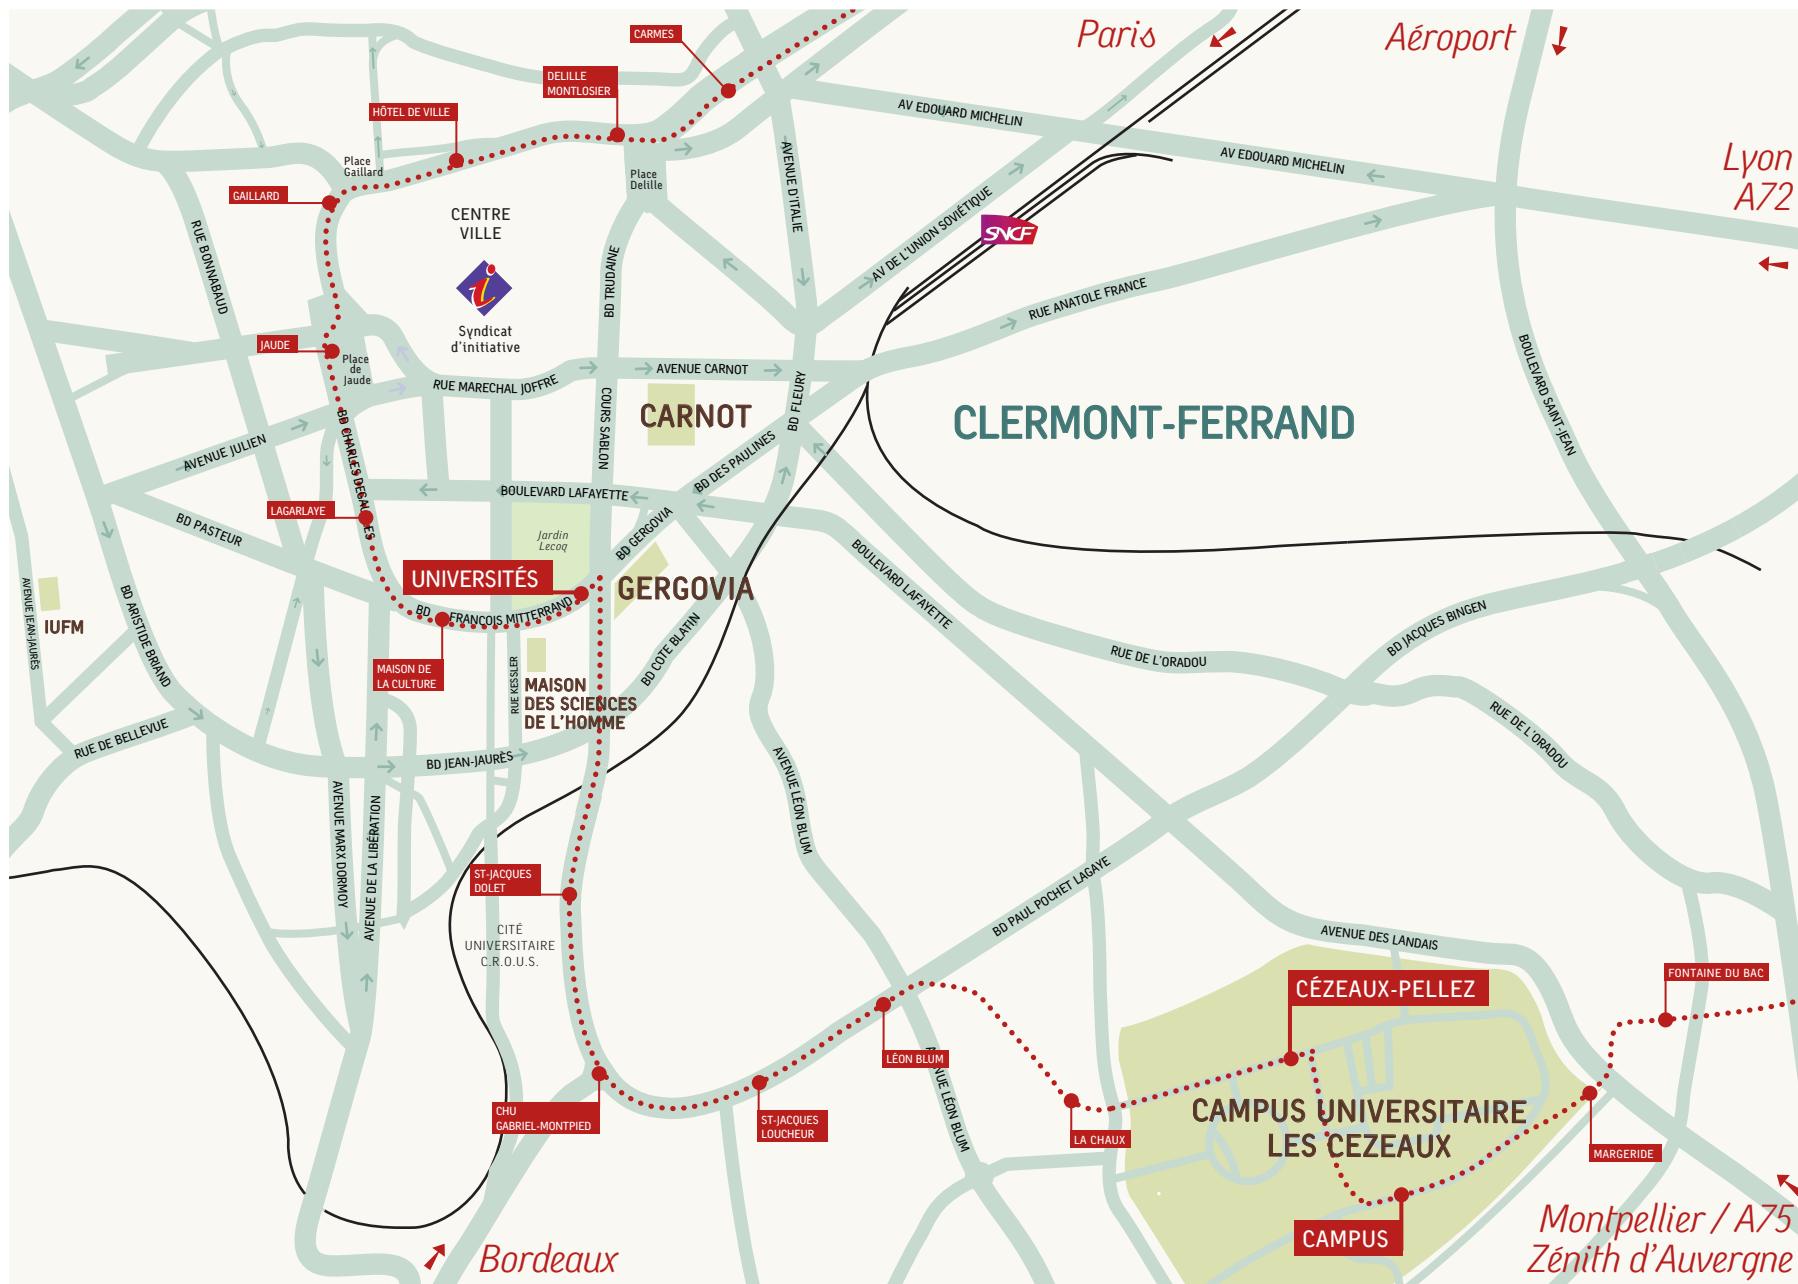 Paris
Aéroport
CARMES
DELILLE
MONTLOSIER
HÔTEL DE VILLE
AV EDOUARD MICHELIN
AV EDOUARD MICHELIN
Lyon
A72
Place
Gaillard
Place
Delille
AVENUE D'ITALIE
GAILLARD
CENTRE
VILLE
RUE BONNABAUD
AV DE L'UNION SOVIÉTIQUE
SNCF
i
BD TRUDAINE
RUE ANATOLE FRANCE
Syndicat
d'initiative
JAUDE
Place
de
Jaude
RUE MARECHAL JOFFRE
AVENUE CARNOT
BOULEVARD SAINT-JEAN
CARNOT
CLERMONT-FERRAND
BD FLEURY
COURS SABLON
BD CHARLES DE GAULLES
AVENUE JULIEN
BD DES PAULINES
BOULEVARD LAFAYETTE
LAGARLAYE
BD PASTEUR
BD GERGOVIA
Jardin
Lecoq
UNIVERSITÉS
GERGOVIA
BOULEVARD LAFAYETTE
AVENUE JEAN-JAURÈS
IUFM
BD ARISTIDE BRIAND
BD FRANÇOIS MITTERRAND
BD JACQUES BINGEN
RUE DE L'ORADOU
BD COTE BLATIN
MAISON DE
LA CULTURE
RUE KESSLER
MAISON
DES SCIENCES
DE L'HOMME
RUE DE L'ORADOU
RUE DE BELLEVUE
BD JEAN-JAURÈS
AVENUE LÉON BLUM
AVENUE MARX DORMOY
AVENUE DE LA LIBÉRATION
ST-JACQUES
DOLET
BD PAUL POCHET LAGAYE
CITÉ
UNIVERSITAIRE
C.R.O.U.S.
AVENUE DES LANDAIS
FONTAINE DU BAC
CÉZEAUX-PELLEZ
LÉON BLUM
AVENUE LÉON BLUM
CHU
GABRIEL-MONTPIED
ST-JACQUES
LOUCHEUR
LA CHAUX
CAMPUS UNIVERSITAIRE
LES CEZEAUX
MARGERIDE
CAMPUS
Montpellier / A75
Zénith d'Auvergne
Bordeaux